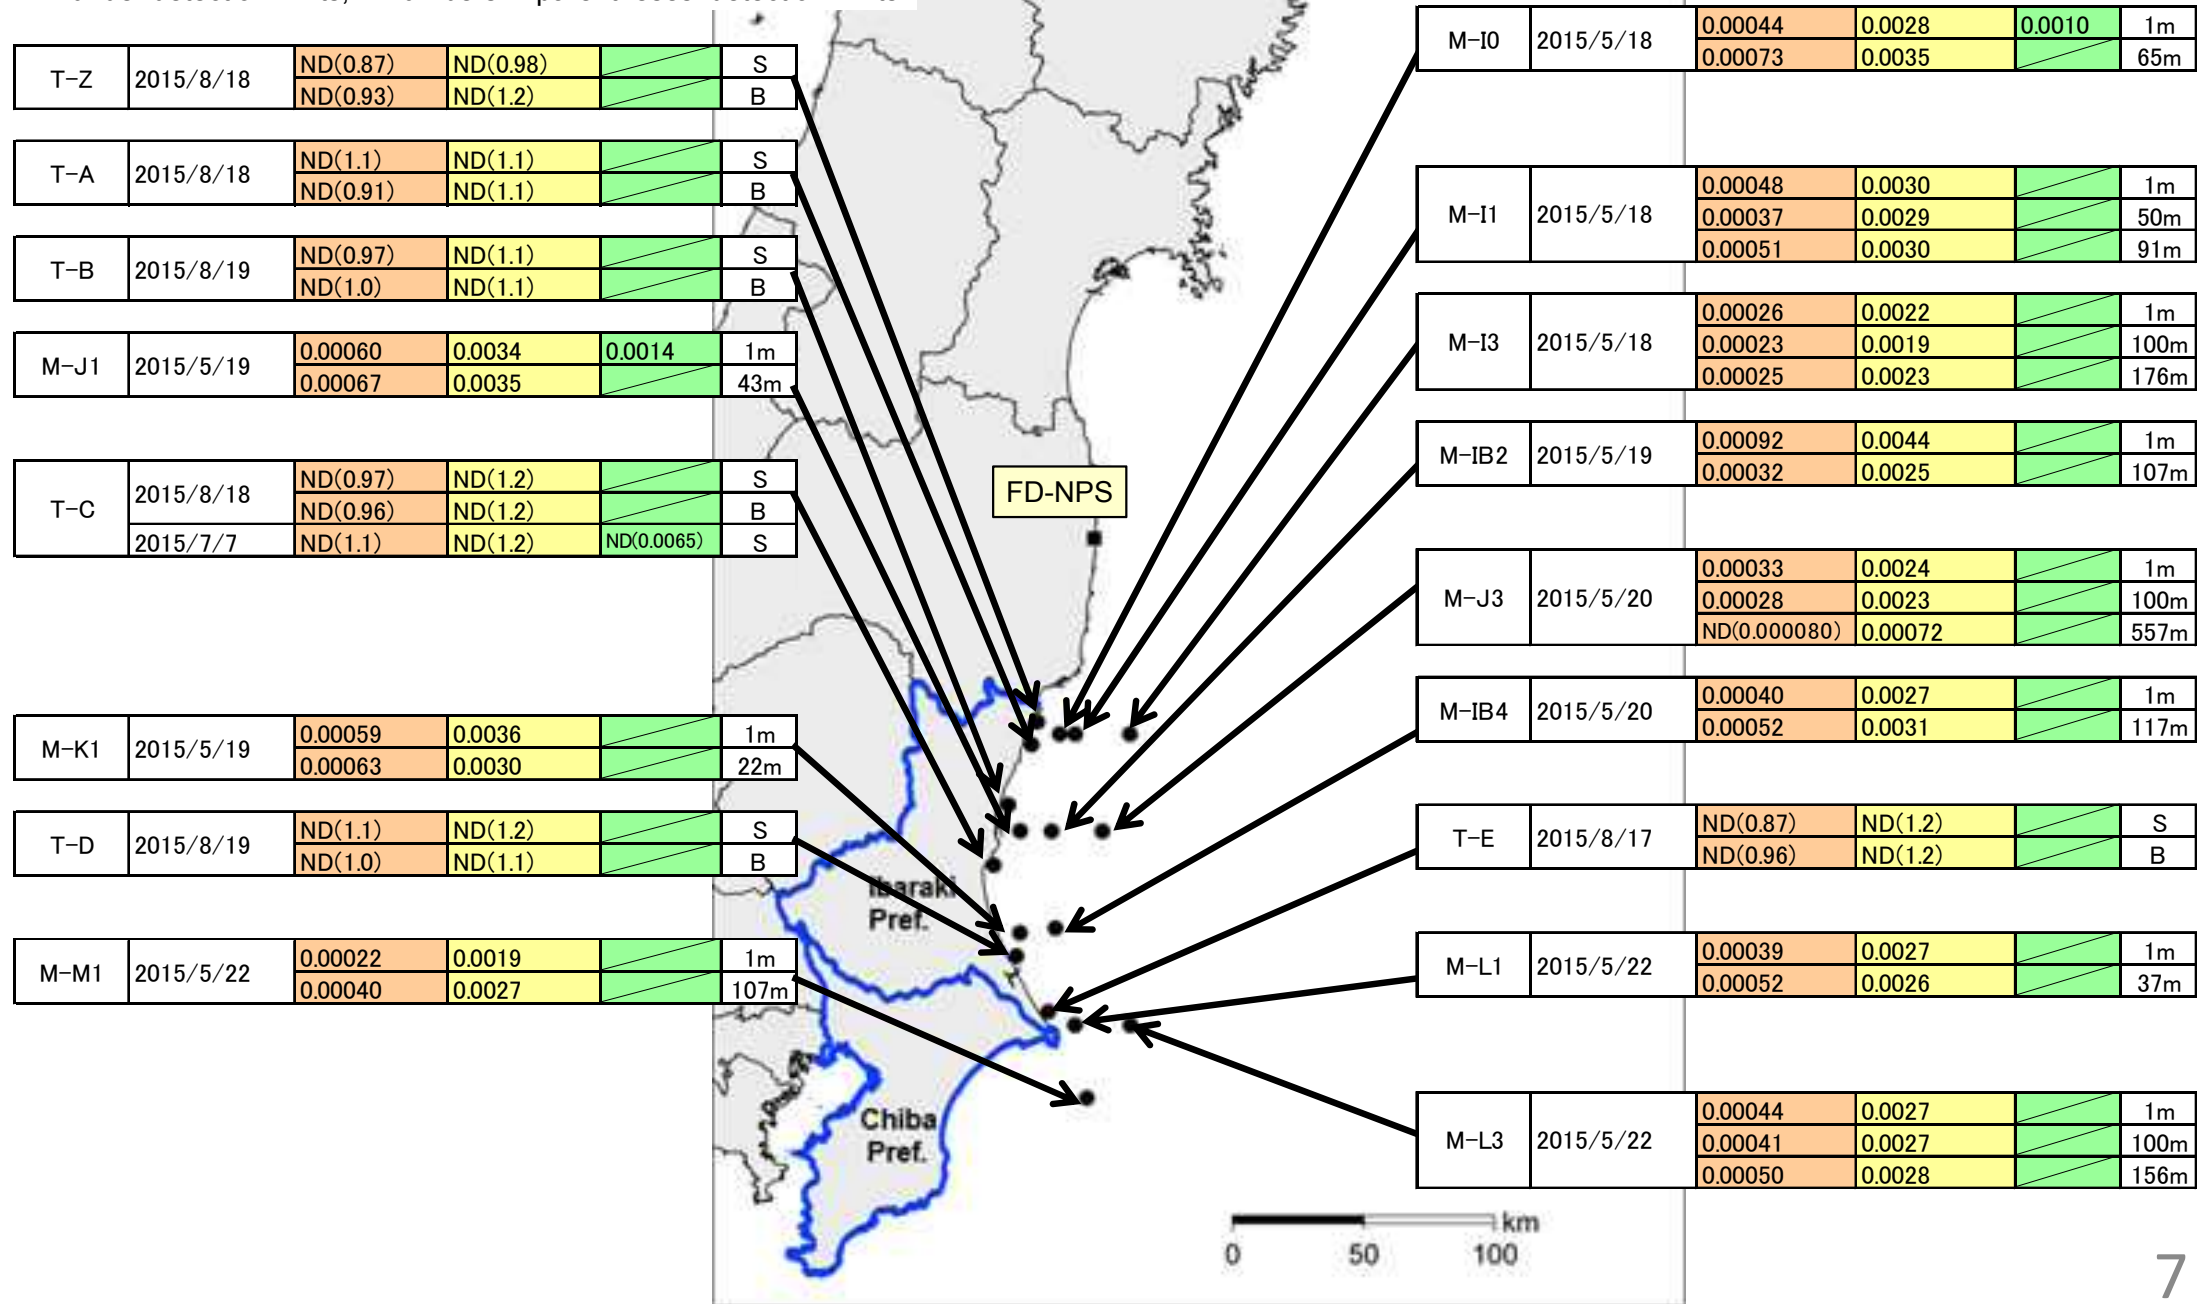 T-Z 2015/8/18 ND(0.87) ND(0.98) S
ND(0.93) ND(1.2) B
T-A 2015/8/18 ND(1.1) ND(1.1) S
ND(0.91) ND(1.1) B
T-B 2015/8/19 ND(0.97) ND(1.1) S
ND(1.0) ND(1.1) B
M-J1 2015/5/19 0.00060 0.0034 0.0014 1m
0.00067 0.0035 43m
T-C 2015/8/18 ND(0.97) ND(1.2) S
ND(0.96) ND(1.2) B
2015/7/7 ND(1.1) ND(1.2) ND(0.0065) S
M-K1 2015/5/19 0.00059 0.0036 1m
0.00063 0.0030 22m
T-D 2015/8/19 ND(1.1) ND(1.2) S
ND(1.0) ND(1.1) B
M-M1 2015/5/22 0.00022 0.0019 1m
0.00040 0.0027 107m
FD-NPS
Ibaraki
Pref.
Chiba
Pref.
M-I0 2015/5/18 0.00044 0.0028 0.0010 1m
0.00073 0.0035 65m
M-I1 2015/5/18 0.00048 0.0030 1m
0.00037 0.0029 50m
0.00051 0.0030 91m
M-I3 2015/5/18 0.00026 0.0022 1m
0.00023 0.0019 100m
0.00025 0.0023 176m
M-IB2 2015/5/19 0.00092 0.0044 1m
0.00032 0.0025 107m
M-J3 2015/5/20 0.00033 0.0024 1m
0.00028 0.0023 100m
ND(0.000080) 0.00072 557m
M-IB4 2015/5/20 0.00040 0.0027 1m
0.00052 0.0031 117m
T-E 2015/8/17 ND(0.87) ND(1.2) S
ND(0.96) ND(1.2) B
M-L1 2015/5/22 0.00039 0.0027 1m
0.00052 0.0026 37m
M-L3 2015/5/22 0.00044 0.0027 1m
0.00041 0.0027 100m
0.00050 0.0028 156m
km
0 50 100
7